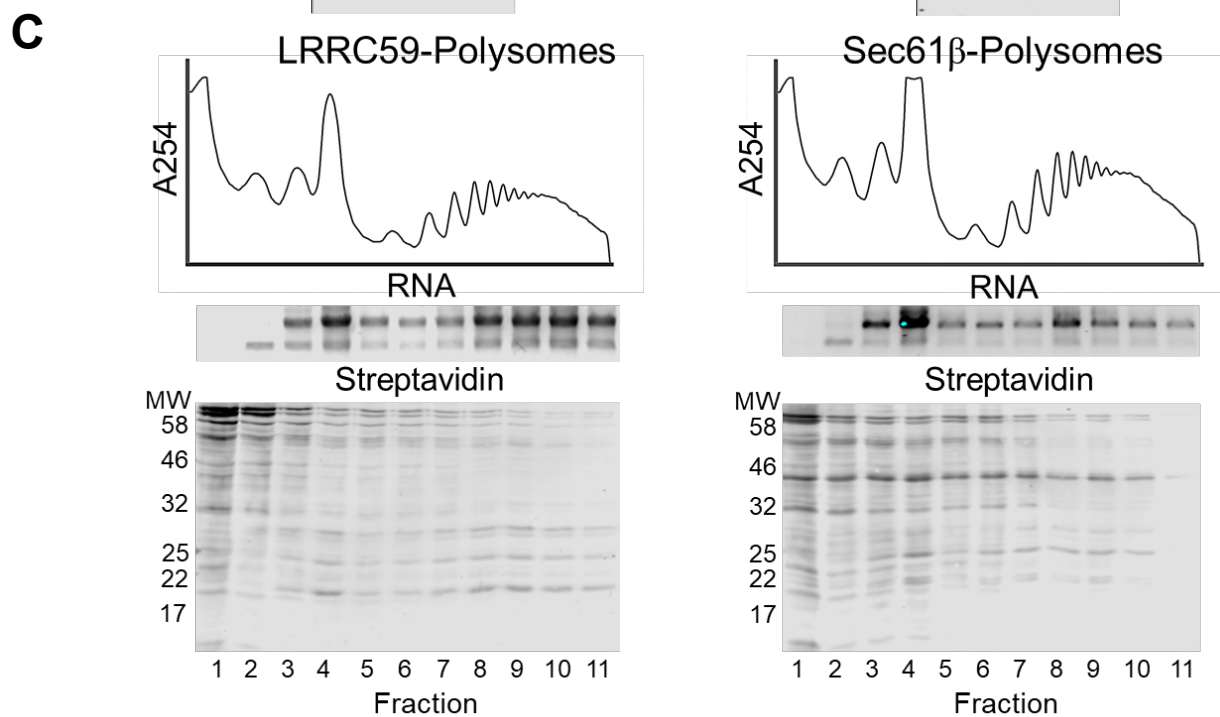 C
LRRC59-Polysomes
A254
RNA
Streptavidin
MW
58
46
32
25
22
17
1 2 3 4 5 6 7 8 9 10 11
Fraction
Sec61β-Polysomes
A254
RNA
Streptavidin
MW
58
46
32
25
22
17
1 2 3 4 5 6 7 8 9 10 11
Fraction